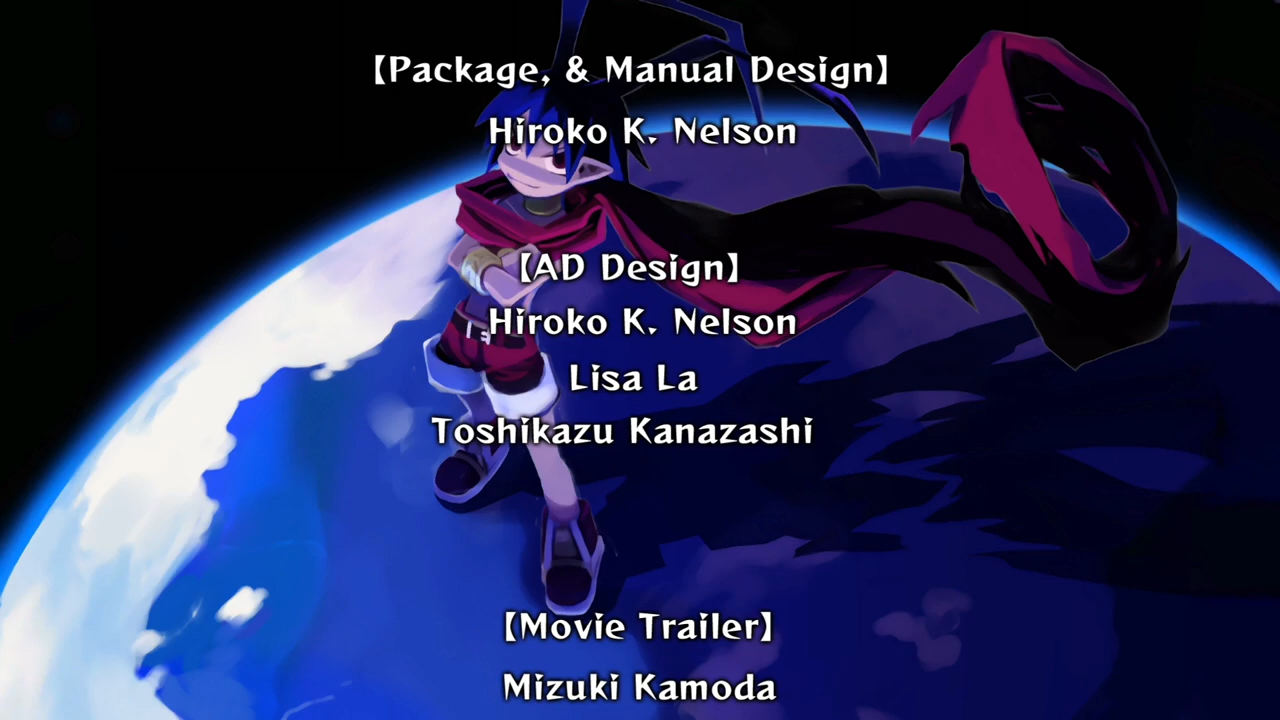 【Package, & Manual Design】
Hiroko K. Nelson
【AD Design】
Hiroko K. Nelson
Lisa La
Toshikazu Kanazashi
【Movie Trailer】
Mizuki Kamoda